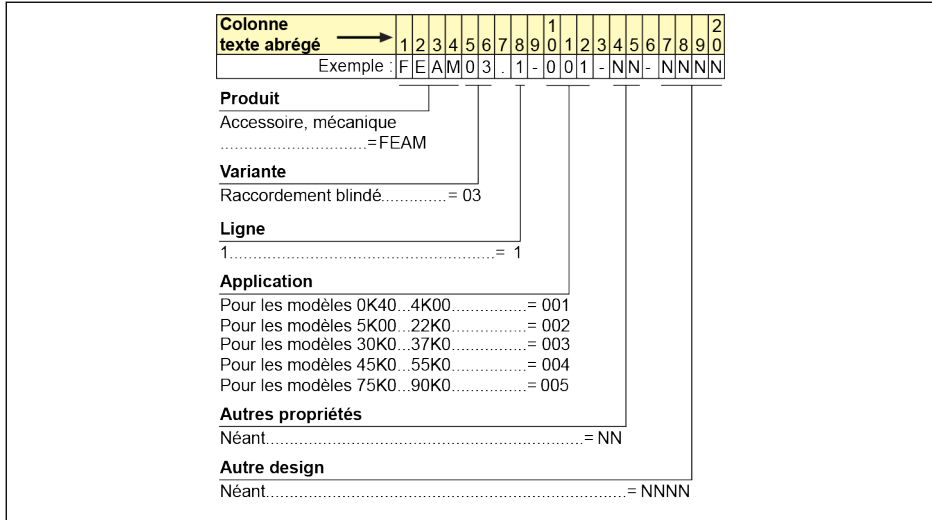 Colonne 1 2
texte abrégé 1 2 3 4 5 6 7 8 9 0 1 2 3 4 5 6 7 8 9 0
Exemple : F E A M 0 3 . 1 - 0 0 1 - N N - N N N N
Produit
Accessoire, mécanique
...............................=FEAM
Variante
Raccordement blindé..............= 03
Ligne
1........................................................= 1
Application
Pour les modèles 0K40...4K00................= 001
Pour les modèles 5K00...22K0................= 002
Pour les modèles 30K0...37K0................= 003
Pour les modèles 45K0...55K0................= 004
Pour les modèles 75K0...90K0................= 005
Autres propriétés
Néant...................................................................= NN
Autre design
Néant............................................................................= NNNN